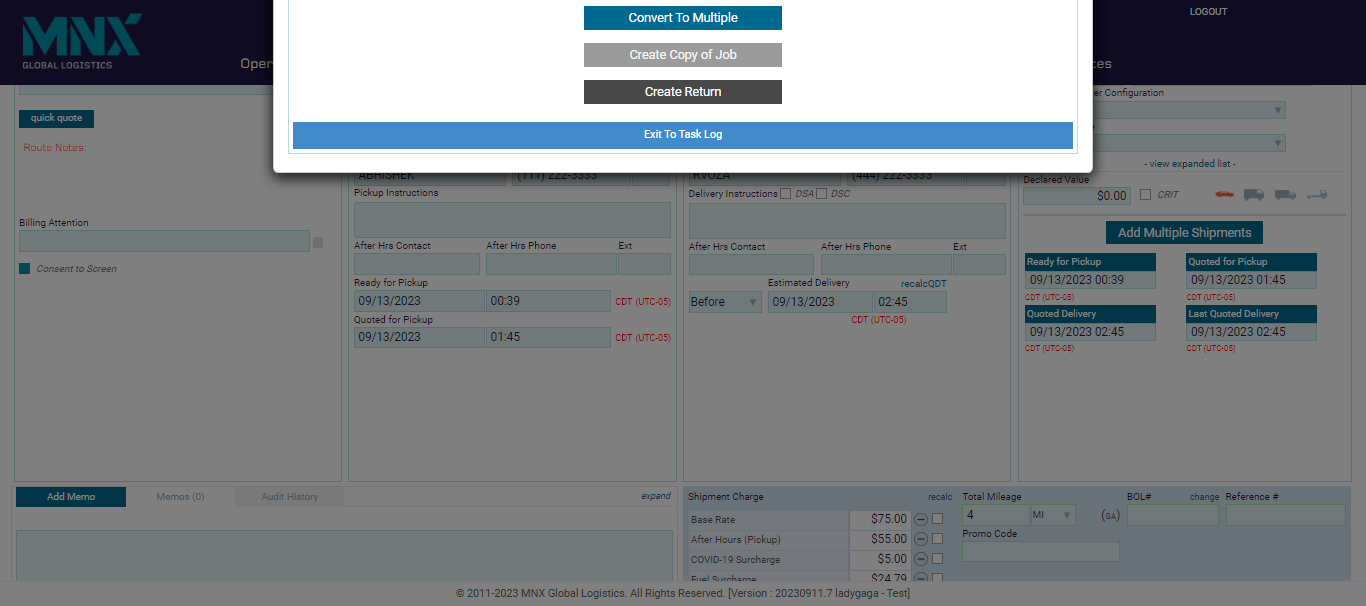 MNX
GLOBAL LOGISTICS
LOGOUT
Oper
ces
Convert To Multiple
Create Copy of Job
Create Return
Exit To Task Log
quick quote
Route Notes:
Billing Attention
Consent to Screen
ABHISHEK
(111) 222-3333
Pickup Instructions
After Hrs Contact
After Hrs Phone
Ext
Ready for Pickup
09/13/2023
00:39
CDT (UTC-05)
Quoted for Pickup
09/13/2023
01:45
CDT (UTC-05)
RVOZA
(444) 222-3333
Delivery Instructions
DSA
DSC
After Hrs Contact
After Hrs Phone
Ext
Estimated Delivery
recalcQDT
Before
09/13/2023
02:45
CDT (UTC-05)
er Configuration
- view expanded list -
Declared Value
$0.00
CRIT
Add Multiple Shipments
Ready for Pickup
Quoted for Pickup
09/13/2023 00:39
09/13/2023 01:45
CDT (UTC-05)
CDT (UTC-05)
Quoted Delivery
Last Quoted Delivery
09/13/2023 02:45
09/13/2023 02:45
CDT (UTC-05)
CDT (UTC-05)
Add Memo
Memos (0)
Audit History
expand
Shipment Charge
recalc
Base Rate
$75.00
After Hours (Pickup)
$55.00
COVID-19 Surcharge
$5.00
Fuel Surcharge
$24.79
Total Mileage
4
MI
(GA)
BOL#
change
Reference #
Promo Code
© 2011-2023 MNX Global Logistics. All Rights Reserved. [Version : 20230911.7 ladygaga - Test]